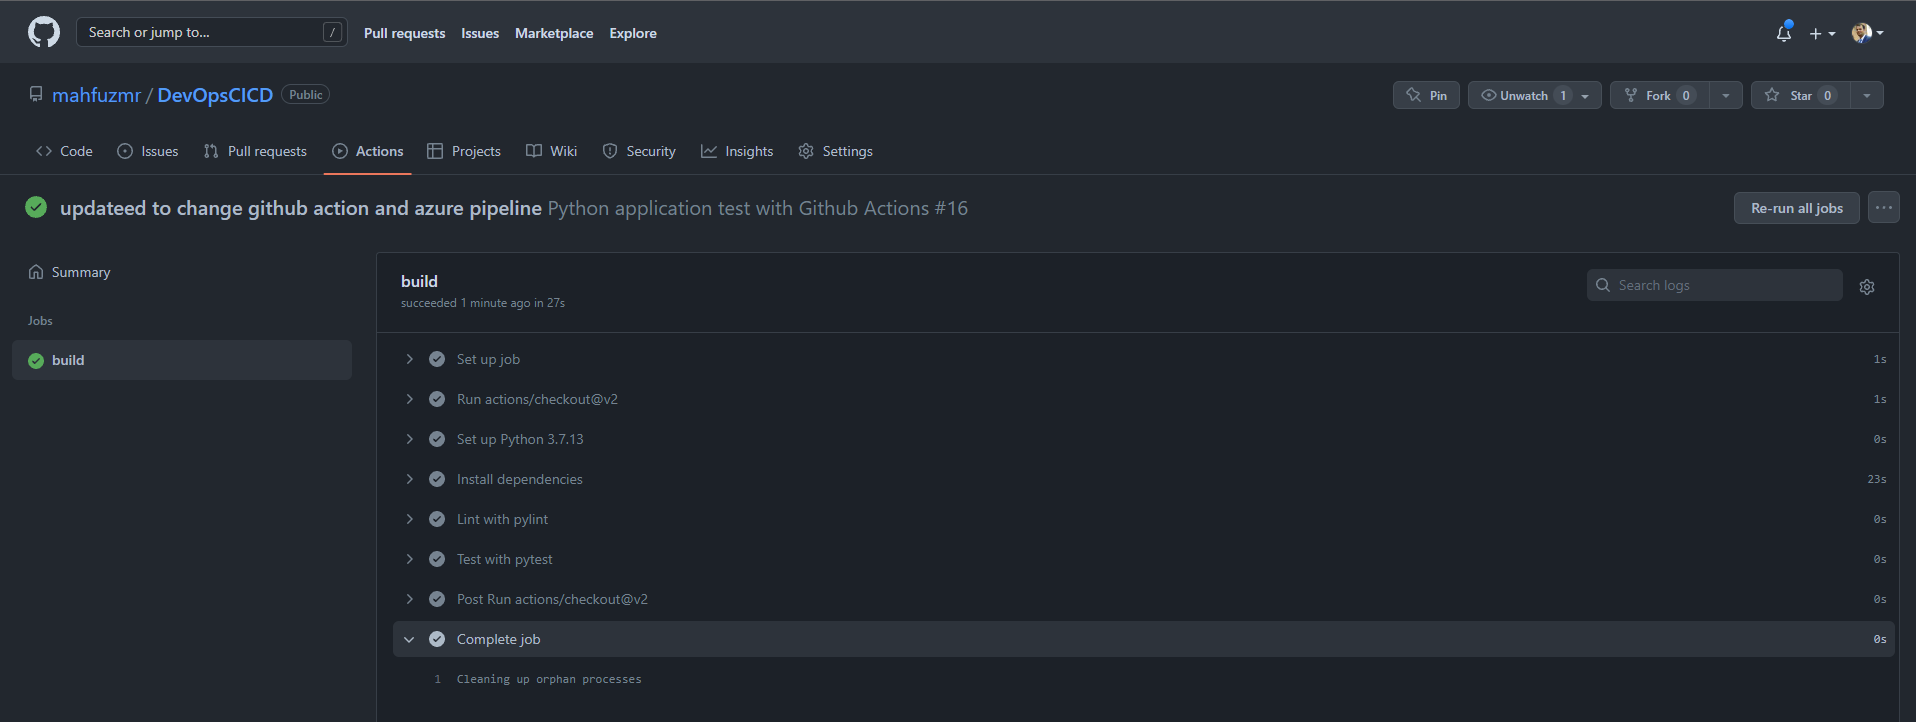 Search or jump to... / Pull requests Issues Marketplace Explore
mahfuzmr / DevOpsCICD Public Pin Unwatch 1 Fork 0 Star 0
Code Issues Pull requests Actions Projects Wiki Security Insights Settings
updateed to change github action and azure pipeline Python application test with Github Actions #16 Re-run all jobs ...
Summary
Jobs
build
build
succeeded 1 minute ago in 27s
Search logs
Set up job 1s
Run actions/checkout@v2 1s
Set up Python 3.7.13 0s
Install dependencies 23s
Lint with pylint 0s
Test with pytest 0s
Post Run actions/checkout@v2 0s
Complete job 0s
1 Cleaning up orphan processes